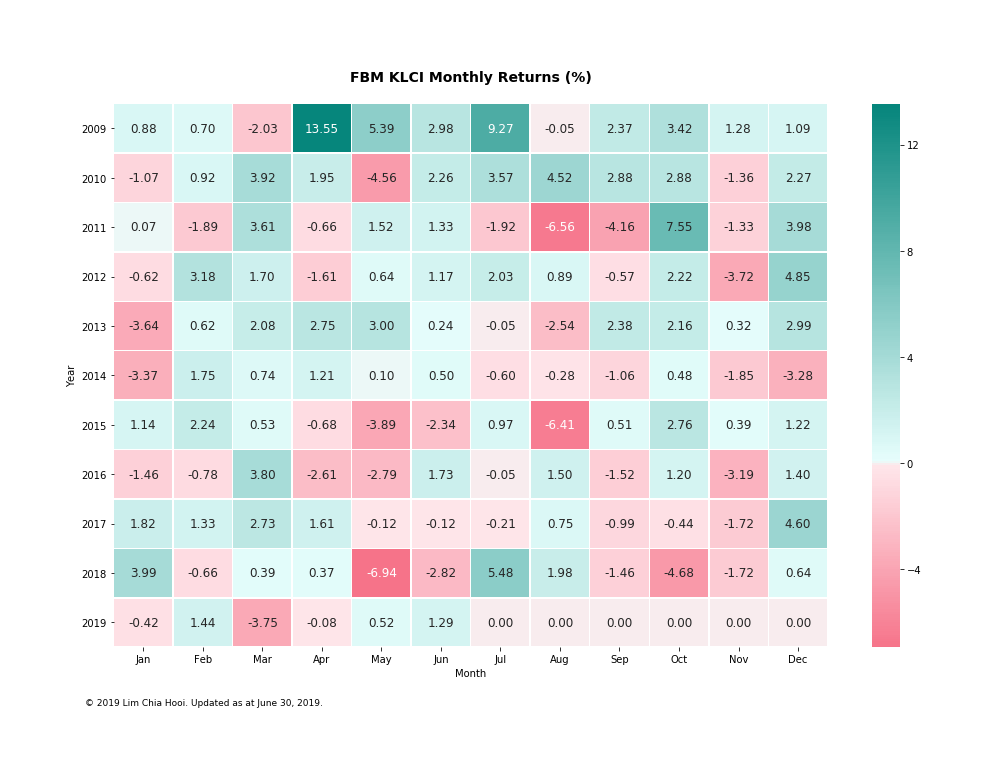 FBM KLCI Monthly Returns (%)
2009 0.88 0.70 -2.03 13.55 5.39 2.98 9.27 -0.05 2.37 3.42 1.28 1.09
2010 -1.07 0.92 3.92 1.95 -4.56 2.26 3.57 4.52 2.88 2.88 -1.36 2.27
2011 0.07 -1.89 3.61 -0.66 1.52 1.33 -1.92 -6.56 -4.16 7.55 -1.33 3.98
2012 -0.62 3.18 1.70 -1.61 0.64 1.17 2.03 0.89 -0.57 2.22 -3.72 4.85
2013 -3.64 0.62 2.08 2.75 3.00 0.24 -0.05 -2.54 2.38 2.16 0.32 2.99
2014 -3.37 1.75 0.74 1.21 0.10 0.50 -0.60 -0.28 -1.06 0.48 -1.85 -3.28
2015 1.14 2.24 0.53 -0.68 -3.89 -2.34 0.97 -6.41 0.51 2.76 0.39 1.22
2016 -1.46 -0.78 3.80 -2.61 -2.79 1.73 -0.05 1.50 -1.52 1.20 -3.19 1.40
2017 1.82 1.33 2.73 1.61 -0.12 -0.12 -0.21 0.75 -0.99 -0.44 -1.72 4.60
2018 3.99 -0.66 0.39 0.37 -6.94 -2.82 5.48 1.98 -1.46 -4.68 -1.72 0.64
2019 -0.42 1.44 -3.75 -0.08 0.52 1.29 0.00 0.00 0.00 0.00 0.00 0.00
Jan Feb Mar Apr May Jun Jul Aug Sep Oct Nov Dec
Month
Year
12
8
4
0
−4
© 2019 Lim Chia Hooi. Updated as at June 30, 2019.